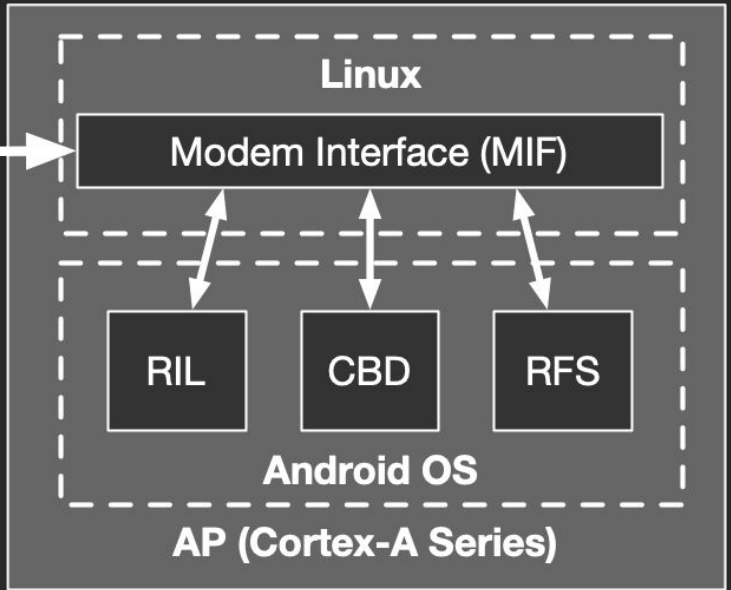 Linux
Modem Interface (MIF)
RIL CBD RFS
Android OS
AP (Cortex-A Series)